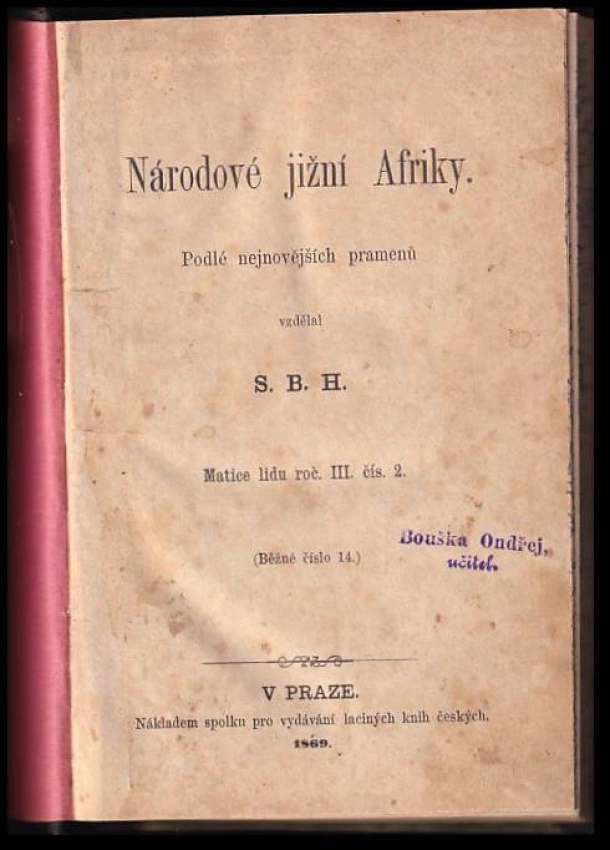 Národové jižní Afriky.
Podlé nejnovějších pramenů
vzdělal
S. B. H.
Matice lidu roč. III. čís. 2.
Bouška Ondřej,
učitel.
(Běžné číslo 14.)
V PRAZE.
Nákladem spolku pro vydávání laciných knih českých.
1869.